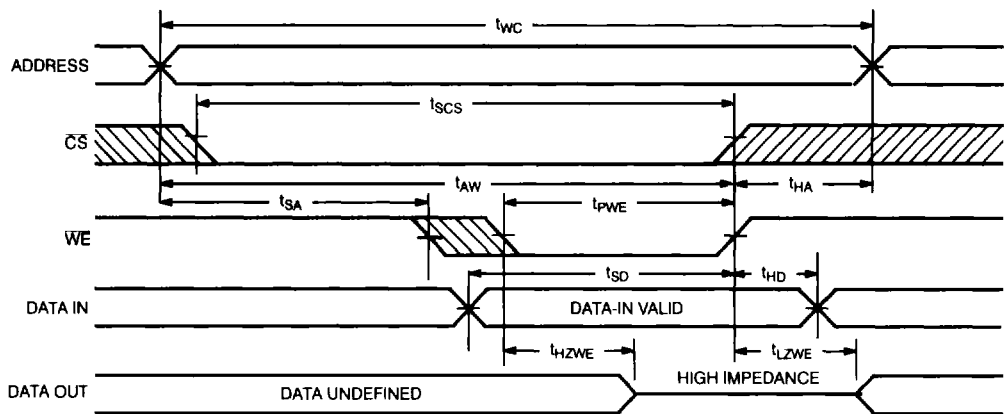 tWC
ADDRESS
tSCS
CS
tAW
tHA
tSA
tPWE
WE
tSD
tHD
DATA IN
DATA-IN VALID
tHZWE
tLZWE
DATA OUT
DATA UNDEFINED
HIGH IMPEDANCE